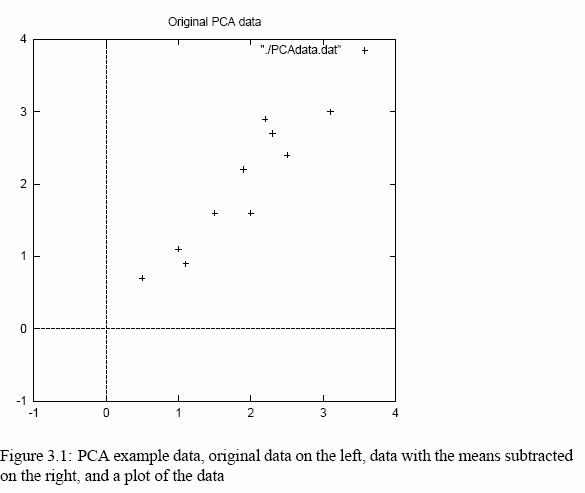 Original PCA data
4
"./PCAdata.dat"
3
2
1
0
-1
-1 0 1 2 3 4
Figure 3.1: PCA example data, original data on the left, data with the means subtracted
on the right, and a plot of the data